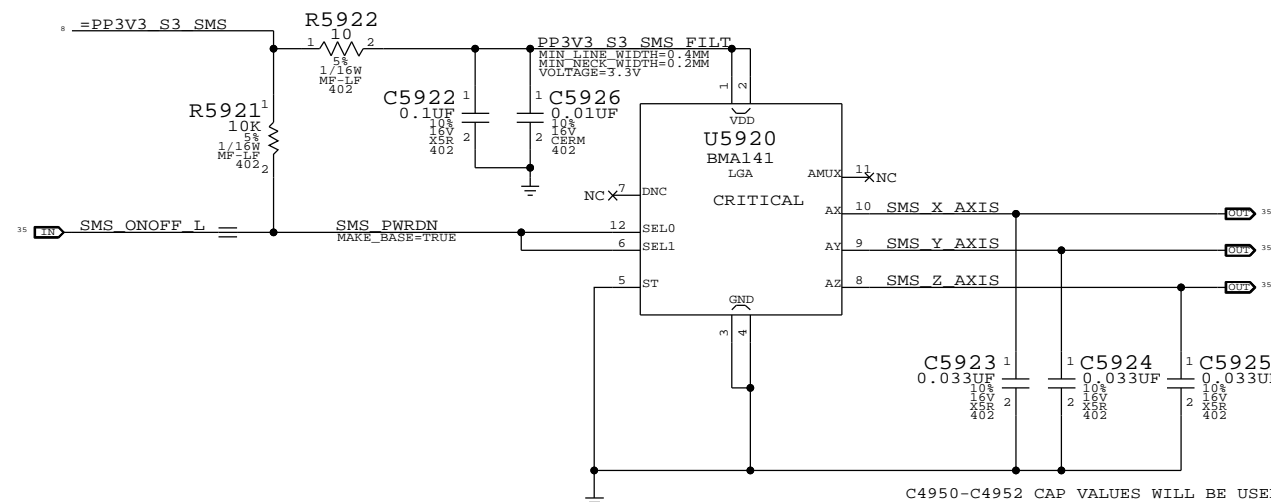 8 =PP3V3_S3_SMS
R5922
10
1 2
5%
1/16W
MF-LF
402
PP3V3_S3_SMS_FILT
MIN_LINE_WIDTH=0.4MM
MIN_NECK_WIDTH=0.2MM
VOLTAGE=3.3V
R5921
1
10K
5%
1/16W
MF-LF
402
2
C5922 1
0.1UF
10%
16V
X5R
402
2
1 C5926
0.01UF
10%
16V
CERM
402
2
1 2
VDD
U5920
BMA141
LGA
CRITICAL
NC 7 DNC
AMUX 11 NC
35 IN SMS_ONOFF_L
SMS_PWRDN
MAKE_BASE=TRUE
12 SEL0
6 SEL1
5 ST
AX 10 SMS_X_AXIS OUT 35
AY 9 SMS_Y_AXIS OUT 35
AZ 8 SMS_Z_AXIS OUT 35
GND
3 4
C5923 1
0.033UF
10%
16V
X5R
402
2
1 C5924
0.033UF
10%
16V
X5R
402
2
1 C5925
0.033U
10%
16V
X5R
402
2
C4950-C4952 CAP VALUES WILL BE USE